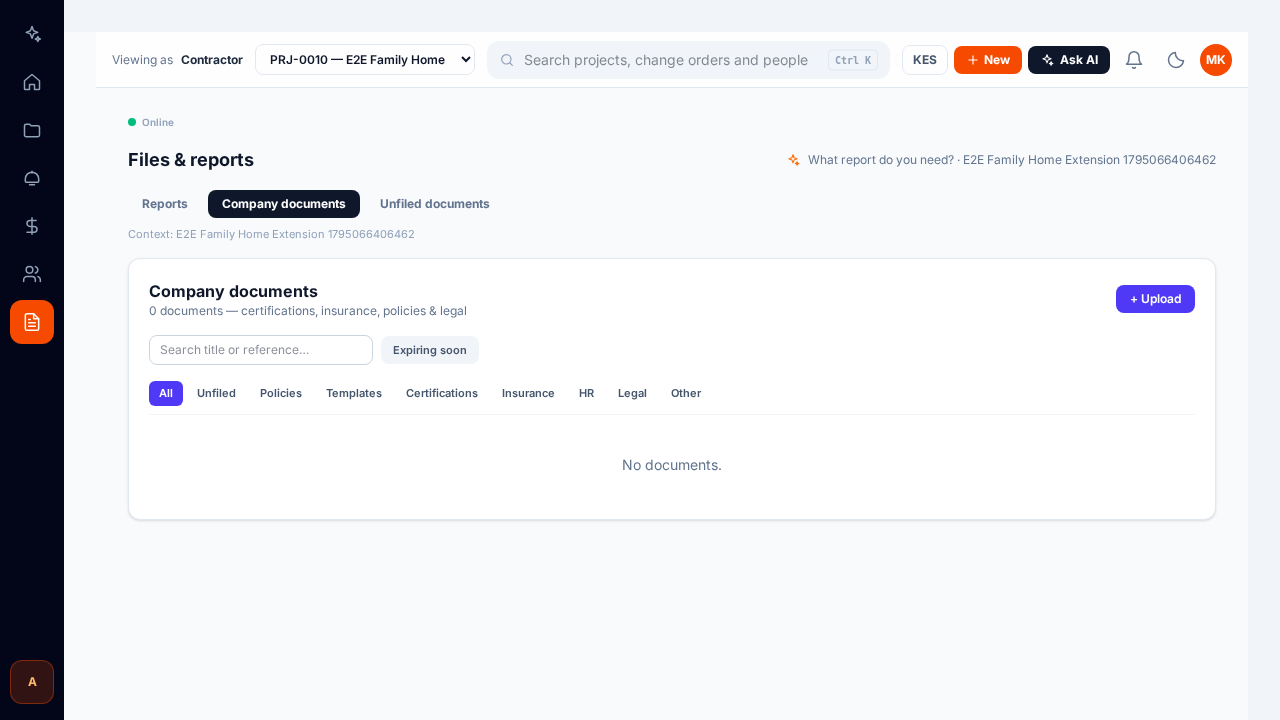 Viewing as Contractor
PRJ-0010 — E2E Family Home
Search projects, change orders and people
Ctrl K
KES
+ New
Ask AI
MK
Online
Files & reports
What report do you need? · E2E Family Home Extension 1795066406462
Reports
Company documents
Unfiled documents
Context: E2E Family Home Extension 1795066406462
Company documents
0 documents — certifications, insurance, policies & legal
+ Upload
Search title or reference...
Expiring soon
All
Unfiled
Policies
Templates
Certifications
Insurance
HR
Legal
Other
No documents.
A